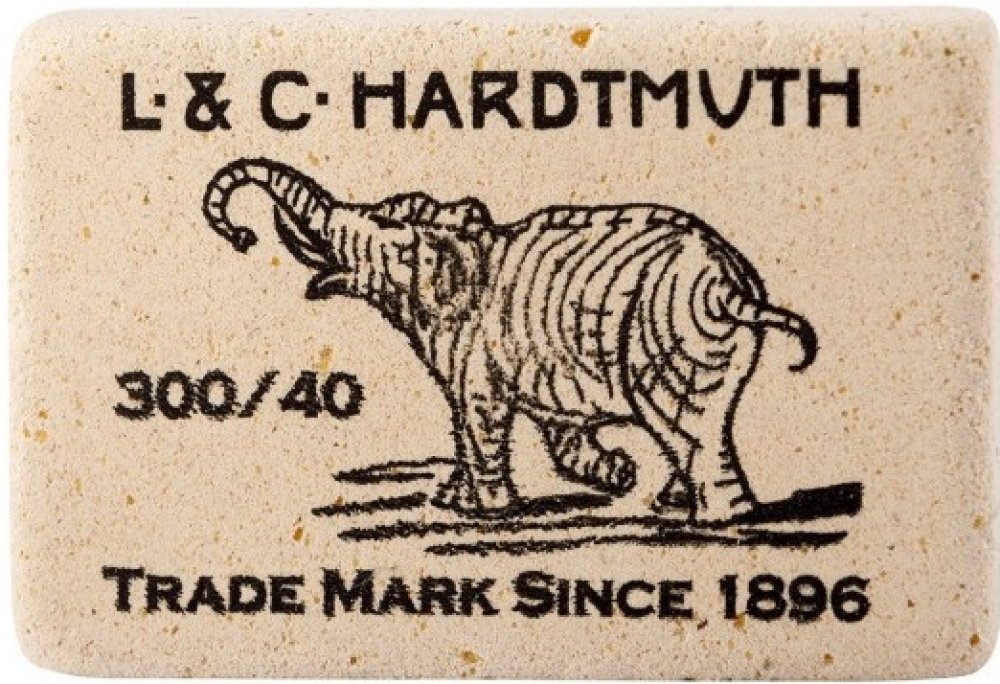 L·& C· HARDTMUTH
300/40
TRADE MARK SINCE 1896